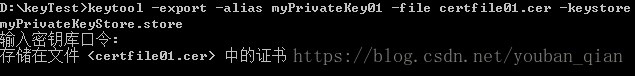 D:\keyTest>keytool -export -alias myPrivateKey01 -file certfile01.cer -keystore
myPrivateKeyStore.store
输入密钥库口令:
存储在文件 <certfile01.cer> 中的证书
https://blog.csdn.net/youban_qian